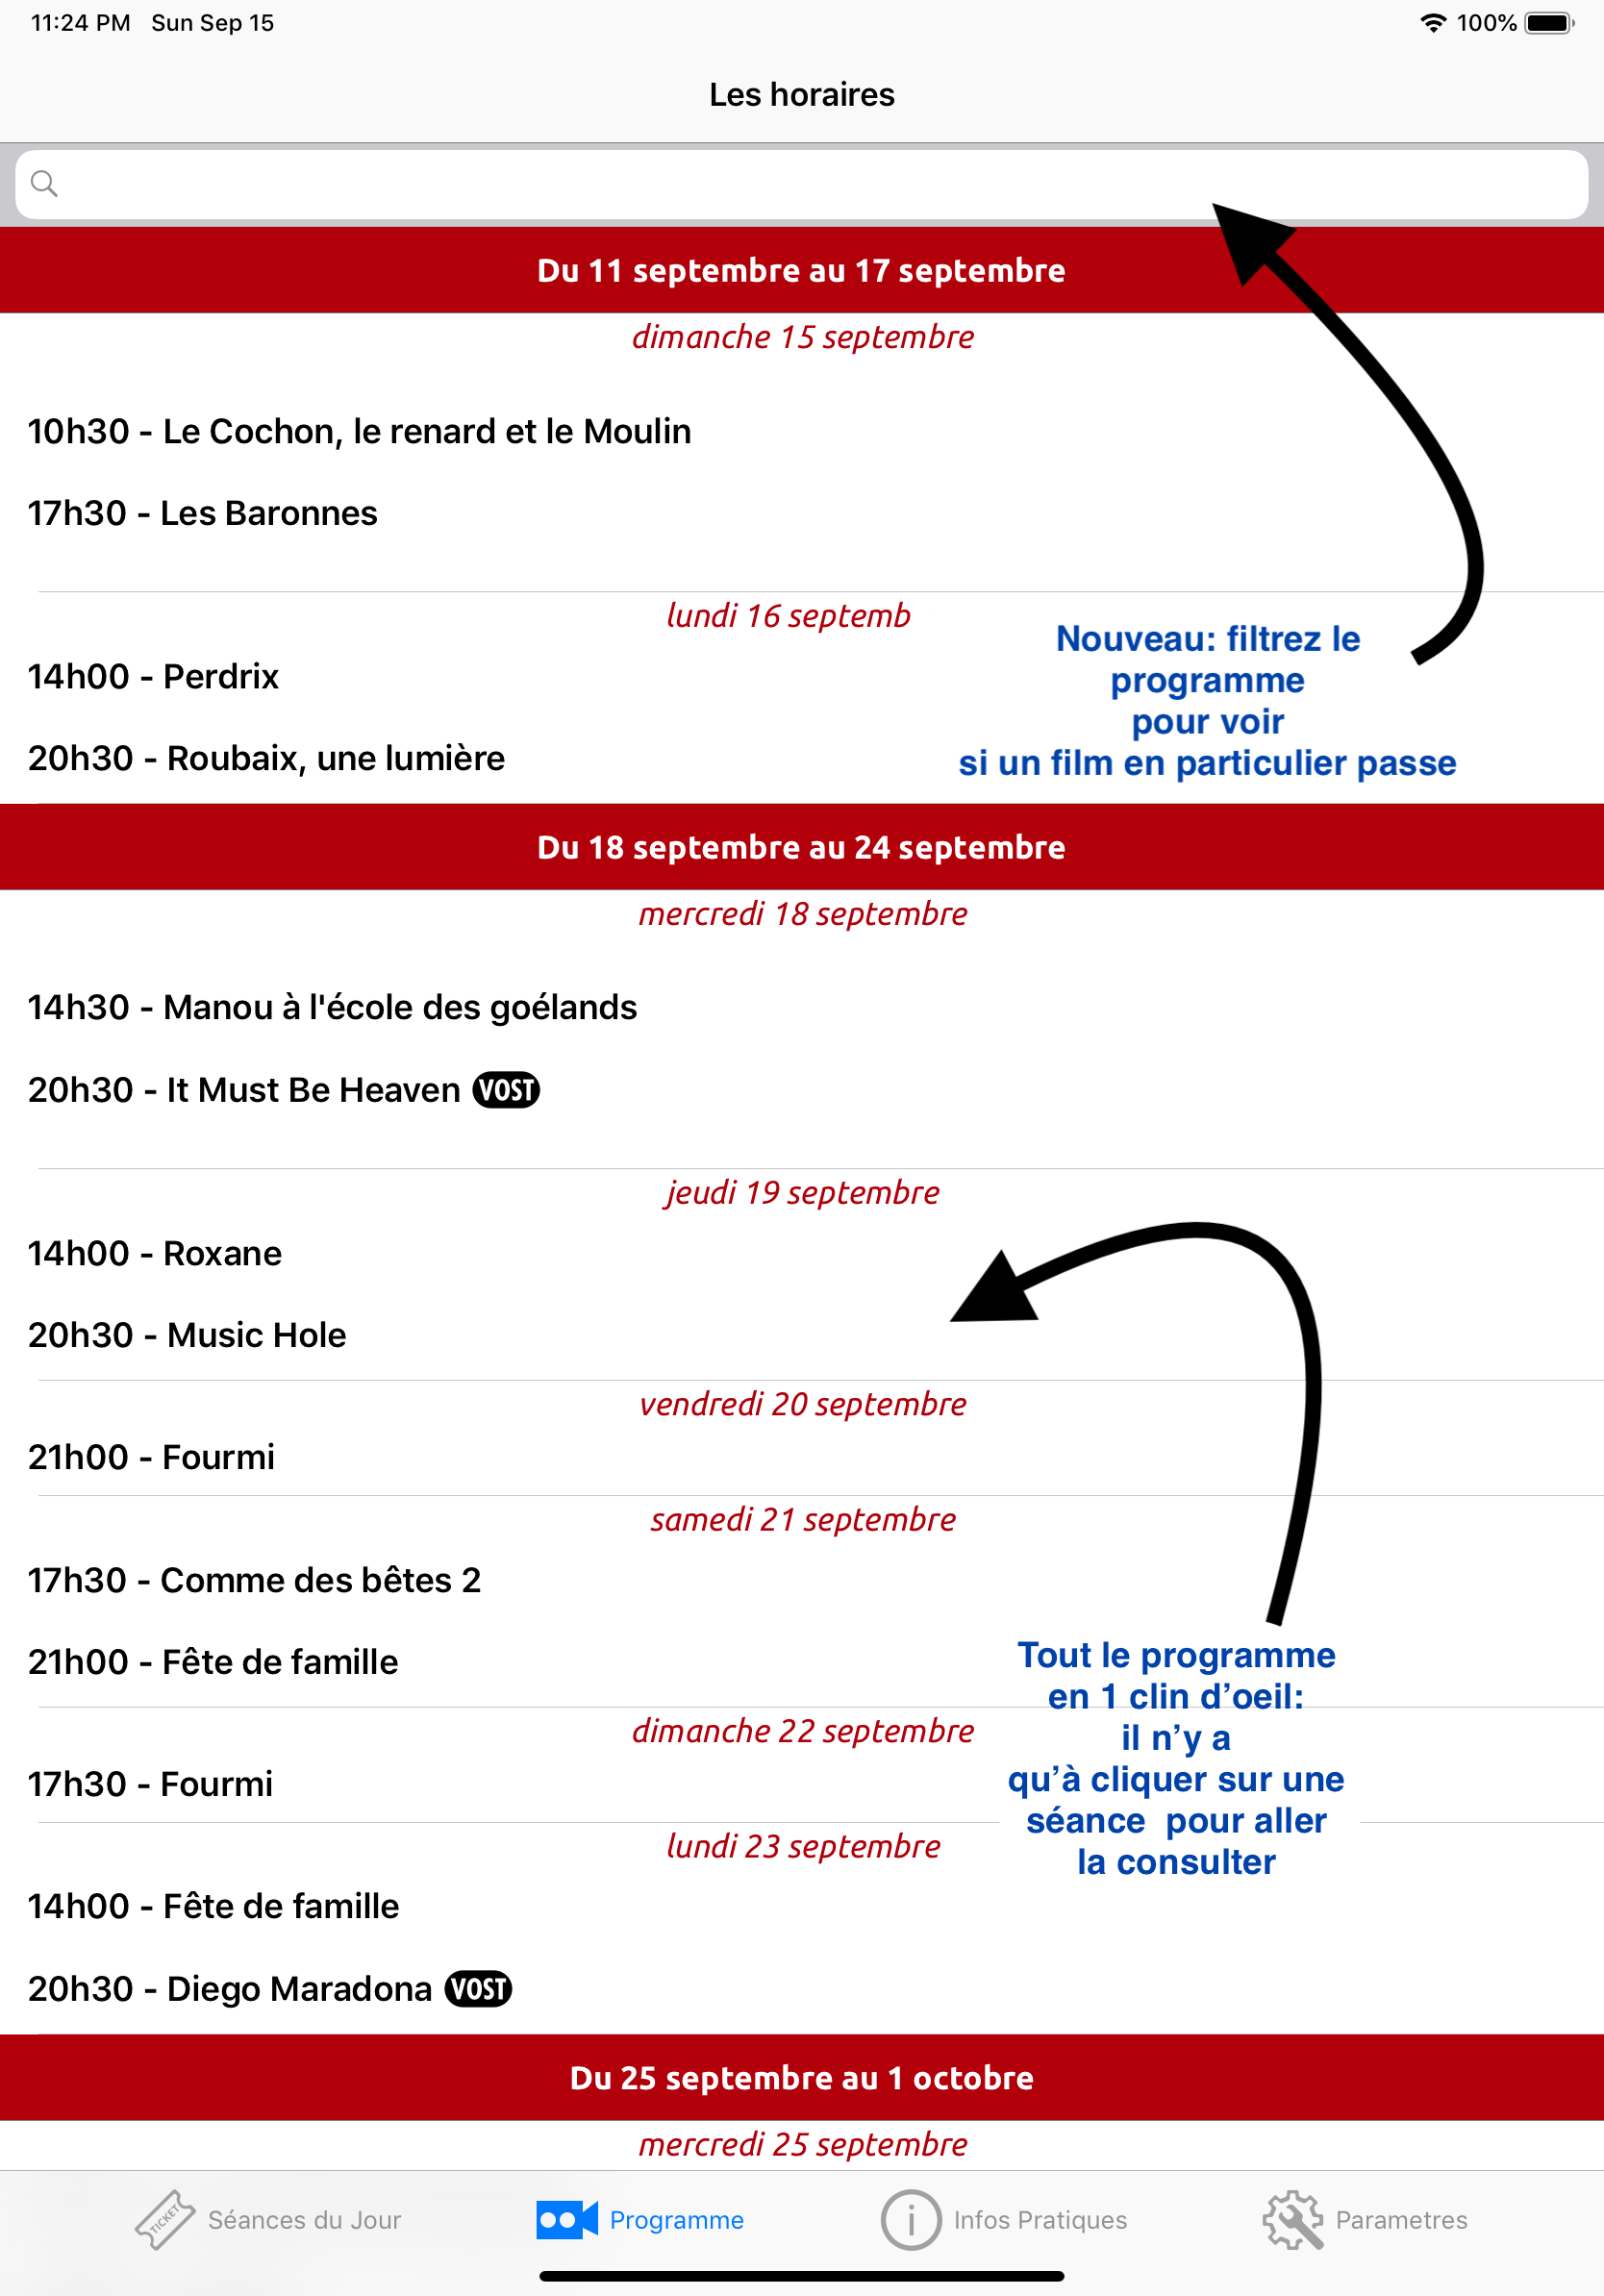 11:24 PM Sun Sep 15 100%
Les horaires
Du 11 septembre au 17 septembre
dimanche 15 septembre
10h30 - Le Cochon, le renard et le Moulin
17h30 - Les Baronnes
lundi 16 septemb
Nouveau: filtrez le
programme
pour voir
si un film en particulier passe
14h00 - Perdrix
20h30 - Roubaix, une lumière
Du 18 septembre au 24 septembre
mercredi 18 septembre
14h30 - Manou à l'école des goélands
20h30 - It Must Be Heaven VOST
jeudi 19 septembre
14h00 - Roxane
20h30 - Music Hole
vendredi 20 septembre
21h00 - Fourmi
samedi 21 septembre
17h30 - Comme des bêtes 2
21h00 - Fête de famille
Tout le programme
en 1 clin d’oeil:
il n’y a
qu’à cliquer sur une
séance  pour aller
la consulter
dimanche 22 septembre
17h30 - Fourmi
lundi 23 septembre
14h00 - Fête de famille
20h30 - Diego Maradona VOST
Du 25 septembre au 1 octobre
mercredi 25 septembre
TICKET Séances du Jour Programme Infos Pratiques Parametres